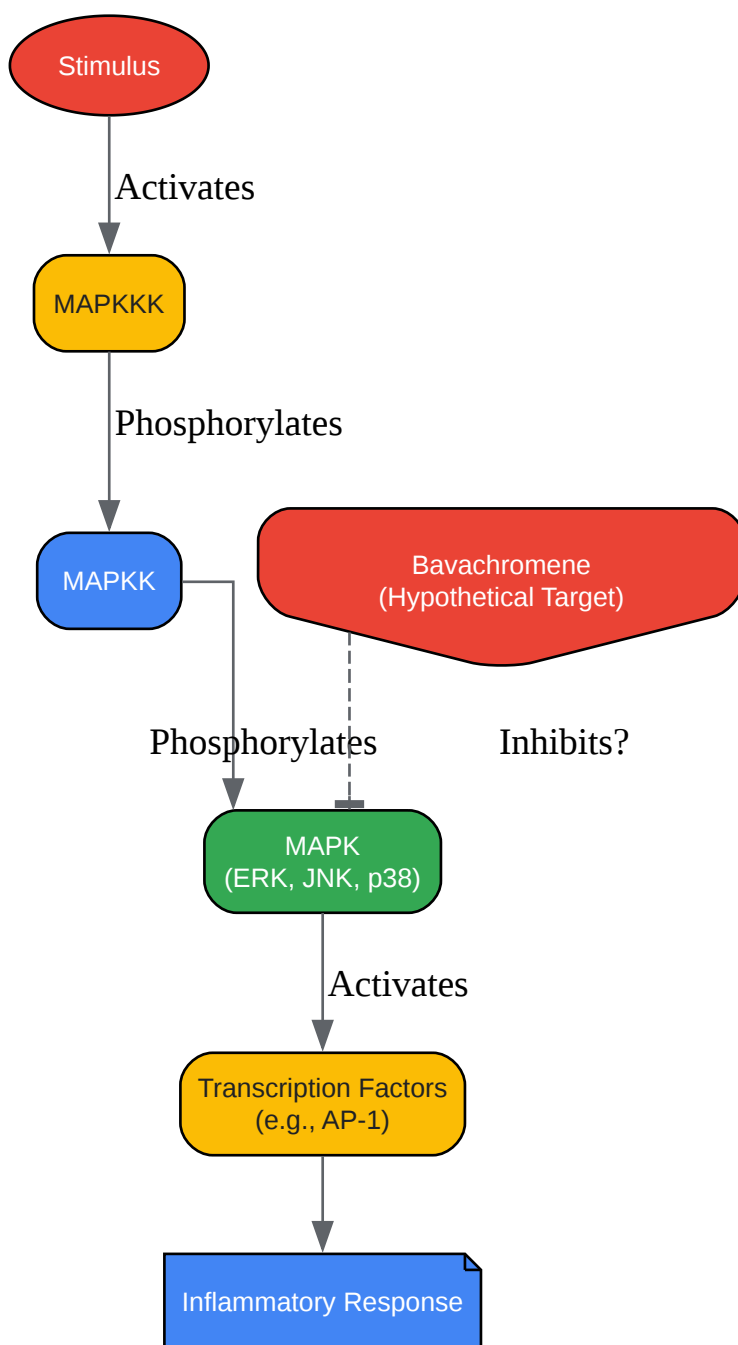 Stimulus
Activates
MAPKKK
Phosphorylates
MAPKK
Bavachromene
(Hypothetical Target)
Phosphorylates
Inhibits?
MAPK
(ERK, JNK, p38)
Activates
Transcription Factors
(e.g., AP-1)
Inflammatory Response